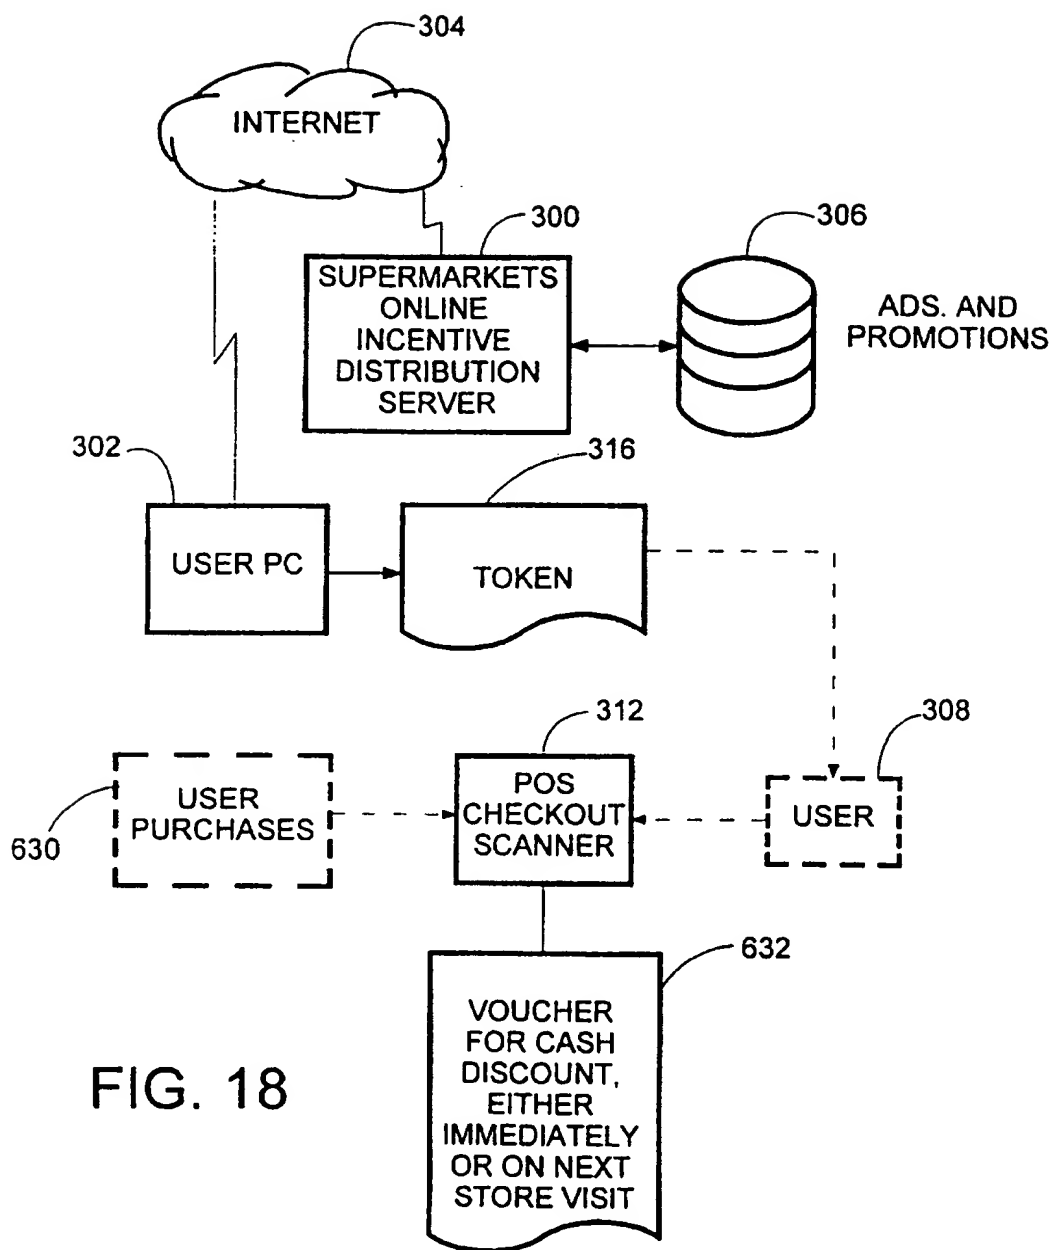 304
INTERNET
300
306
SUPERMARKETS
ONLINE
INCENTIVE
DISTRIBUTION
SERVER
ADS. AND
PROMOTIONS
302
316
USER PC
TOKEN
312
308
USER
PURCHASES
POS
CHECKOUT
SCANNER
USER
630
632
VOUCHER
FOR CASH
DISCOUNT,
EITHER
IMMEDIATELY
OR ON NEXT
STORE VISIT
FIG. 18